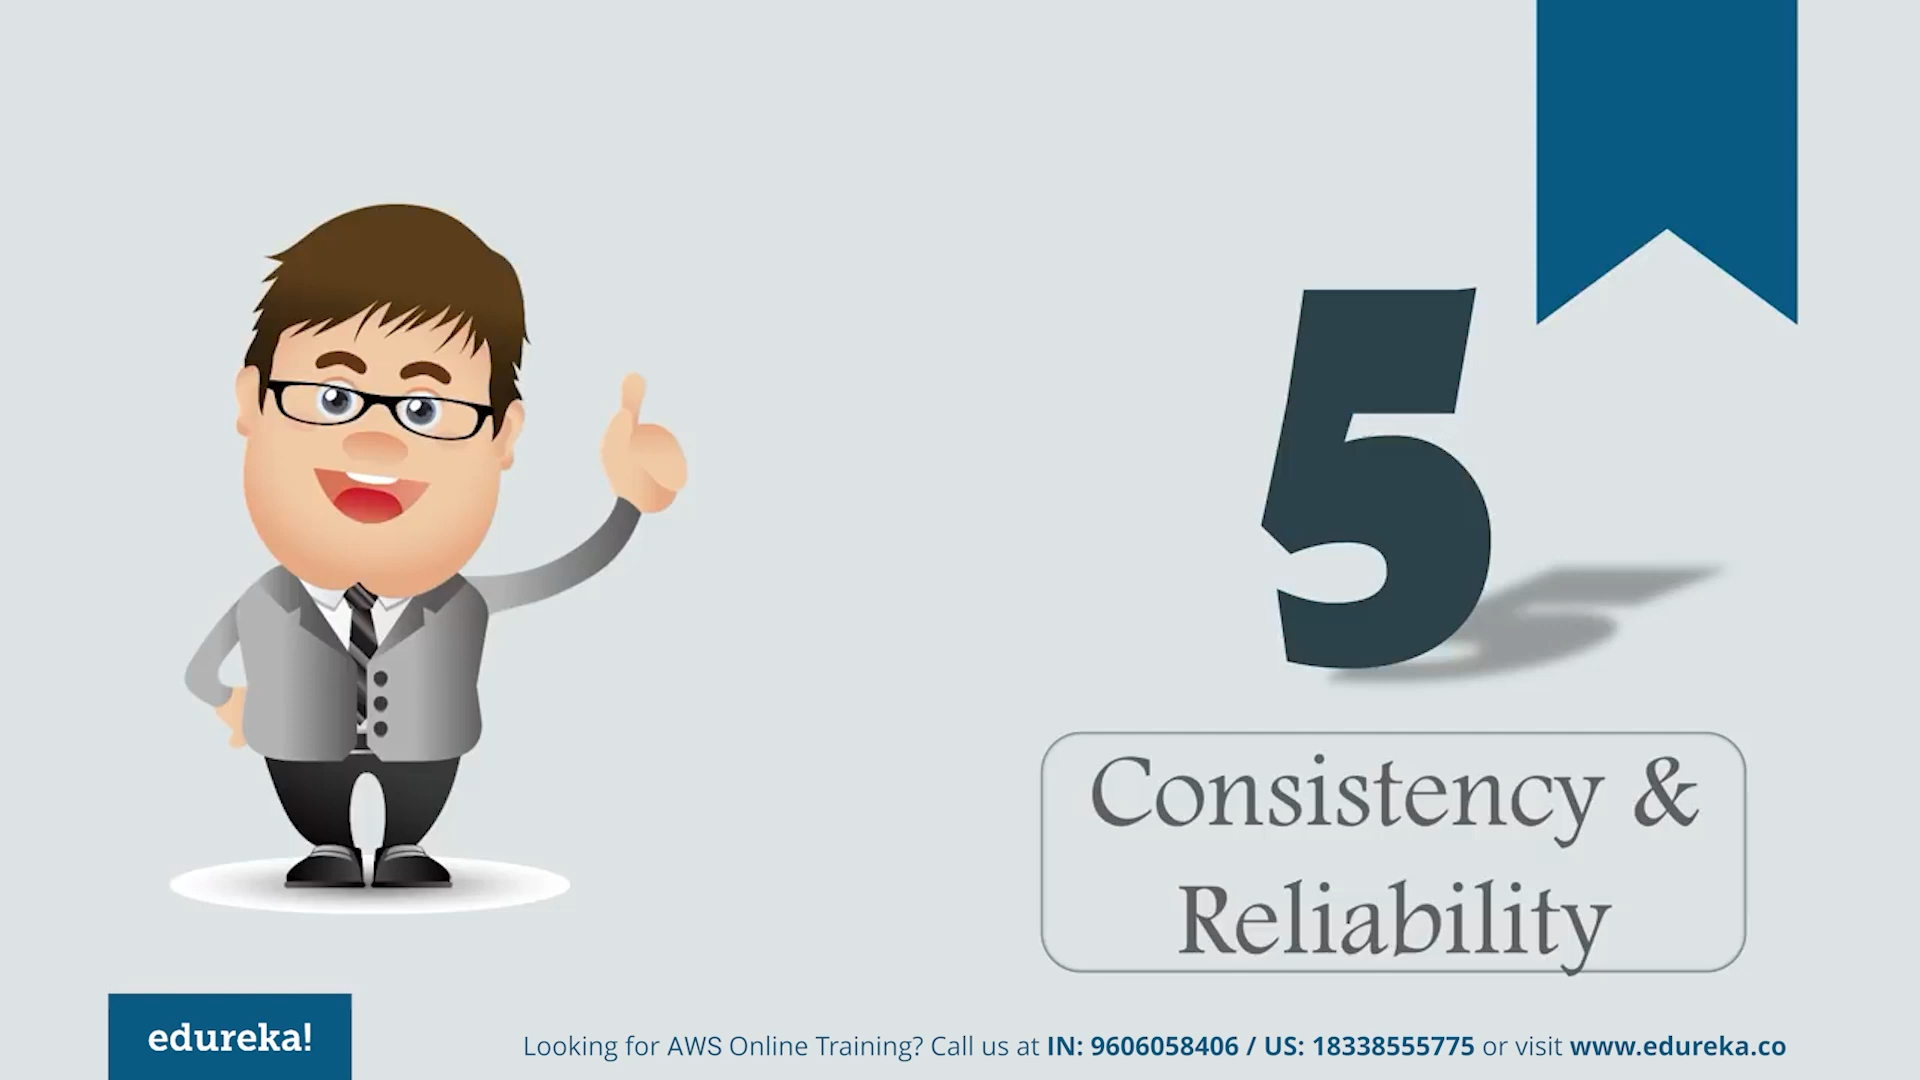 5
Consistency &
Reliability
edureka!
Looking for AWS Online Training? Call us at IN: 9606058406 / US: 18338555775 or visit www.edureka.co